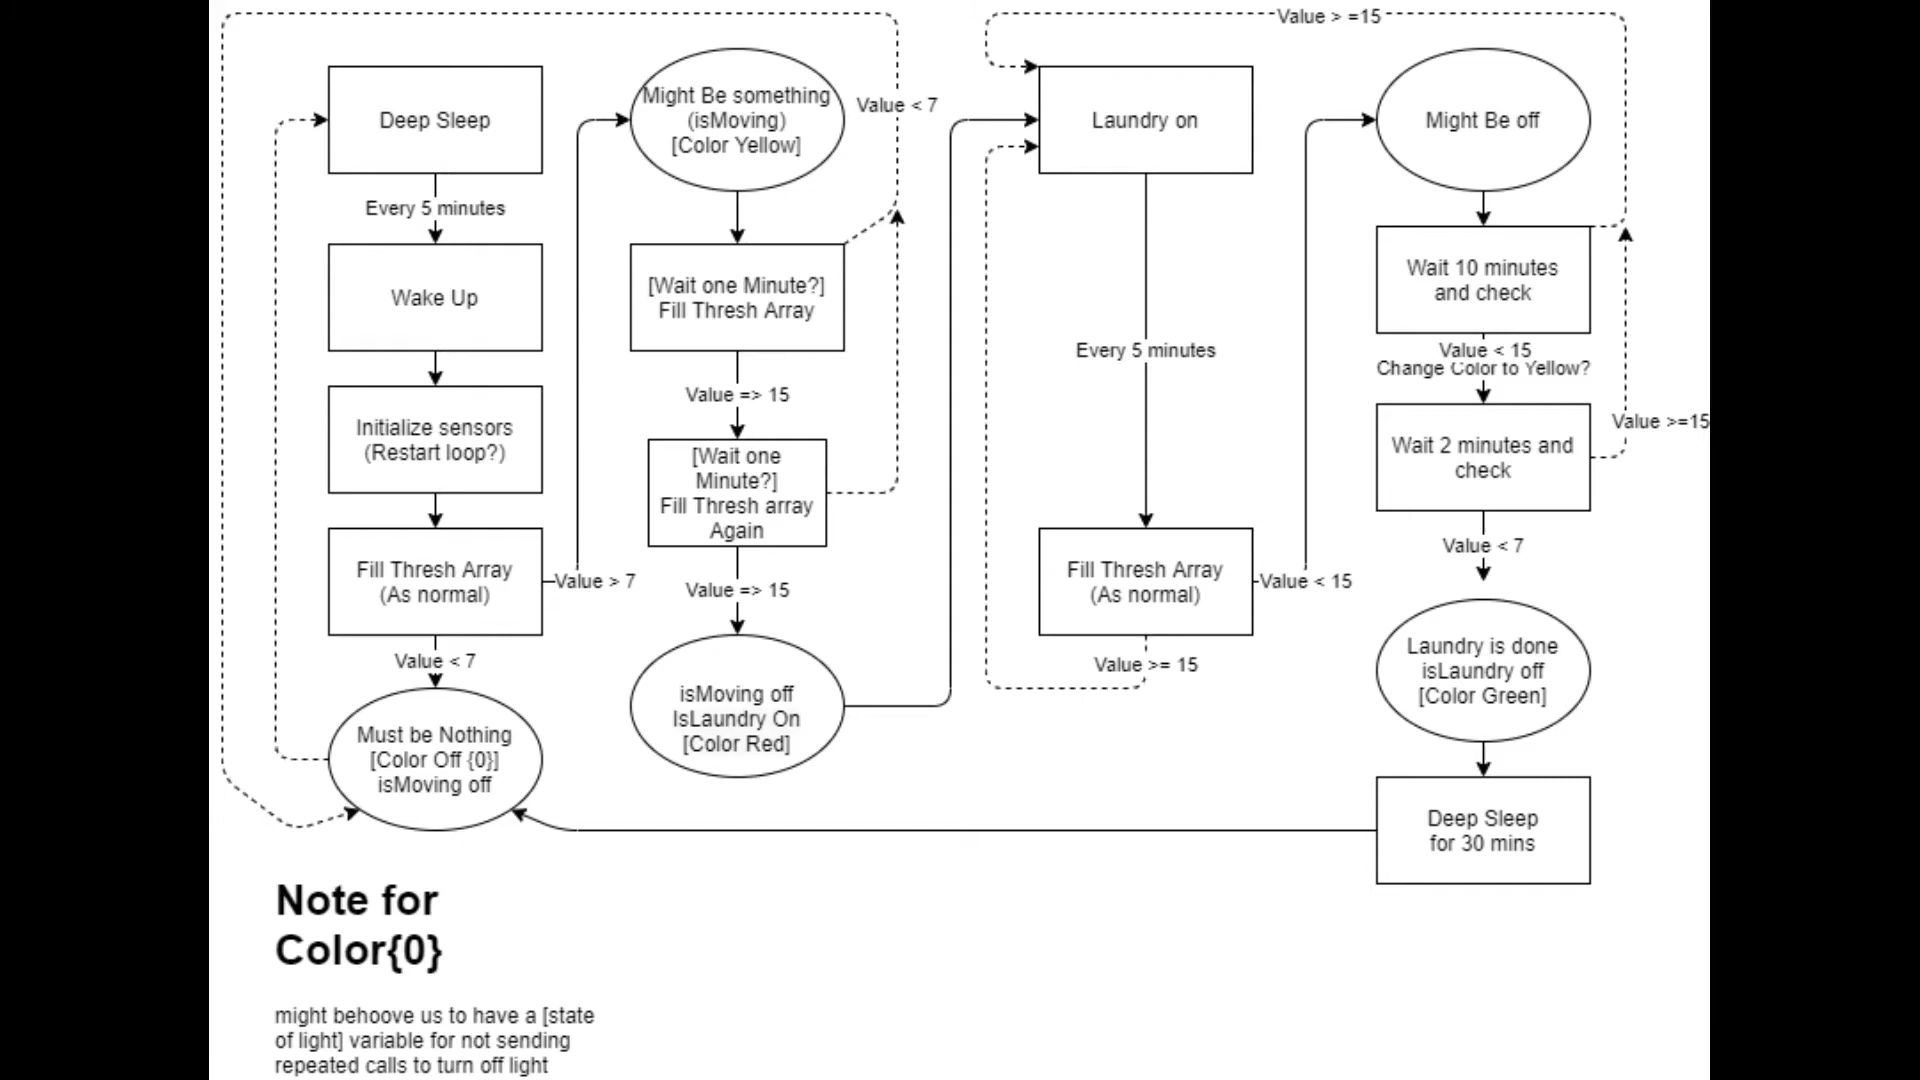 Value > =15
Deep Sleep
Every 5 minutes
Wake Up
Initialize sensors
(Restart loop?)
Fill Thresh Array
(As normal)
Value > 7
Value < 7
Must be Nothing
[Color Off {0}]
isMoving off
Might Be something
(isMoving)
[Color Yellow]
Value < 7
[Wait one Minute?]
Fill Thresh Array
Value => 15
[Wait one
Minute?]
Fill Thresh array
Again
Value => 15
isMoving off
IsLaundry On
[Color Red]
Laundry on
Every 5 minutes
Fill Thresh Array
(As normal)
Value < 15
Value >= 15
Might Be off
Wait 10 minutes
and check
Value < 15
Change Color to Yellow?
Value >=15
Wait 2 minutes and
check
Value < 7
Laundry is done
isLaundry off
[Color Green]
Deep Sleep
for 30 mins
Note for
Color{0}
might behoove us to have a [state
of light] variable for not sending
repeated calls to turn off light